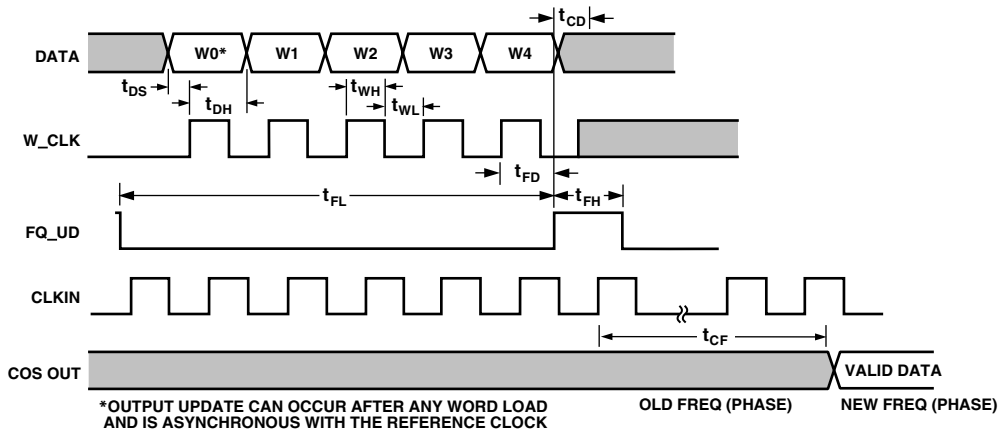 tCD
DATA W0* W1 W2 W3 W4
tDS tDH tWH tWL
W_CLK
tFD
tFL tFH
FQ_UD
CLKIN
tCF
COS OUT VALID DATA
*OUTPUT UPDATE CAN OCCUR AFTER ANY WORD LOAD
AND IS ASYNCHRONOUS WITH THE REFERENCE CLOCK
OLD FREQ (PHASE) NEW FREQ (PHASE)